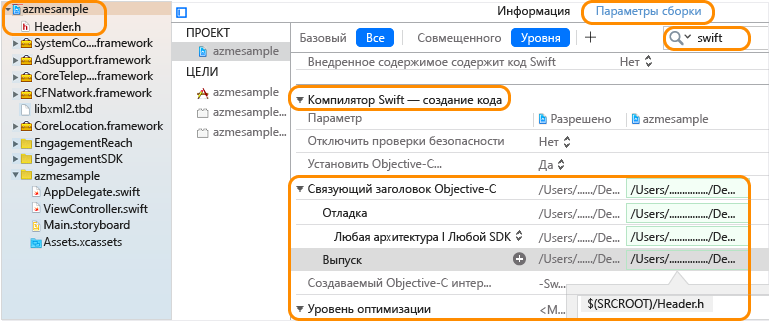 azmesample
Header.h
SystemCo....framework
AdSupport.framework
CoreTelep....framework
CFNatwork.framework
libxml2.tbd
CoreLocation.framework
EngagementReach
EngagementSDK
azmesample
AppDelegate.swift
ViewController.swift
Main.storyboard
Assets.xcassets
ПРОЕКТ
azmesample
ЦЕЛИ
azmesample
azmesample...
azmesample...
Информация
Параметры сборки
Базовый Все Совмещенного Уровня + swift
Внедренное содержимое содержит код Swift Нет
Компилятор Swift — создание кода
Параметр Разрешено azmesample
Отключить проверки безопасности Нет
Установить Objective-C... Да
Связующий заголовок Objective-C /Users/......../De... /Users/................/De...
Отладка /Users/......../De... /Users/................/De...
Любая архитектура I Любой SDK /Users/......../De... /Users/................/De...
Выпуск /Users/......../De... /Users/................/De...
Создаваемый Objective-C интер... -Sw...
$(SRCROOT)/Header.h
Уровень оптимизации <M...